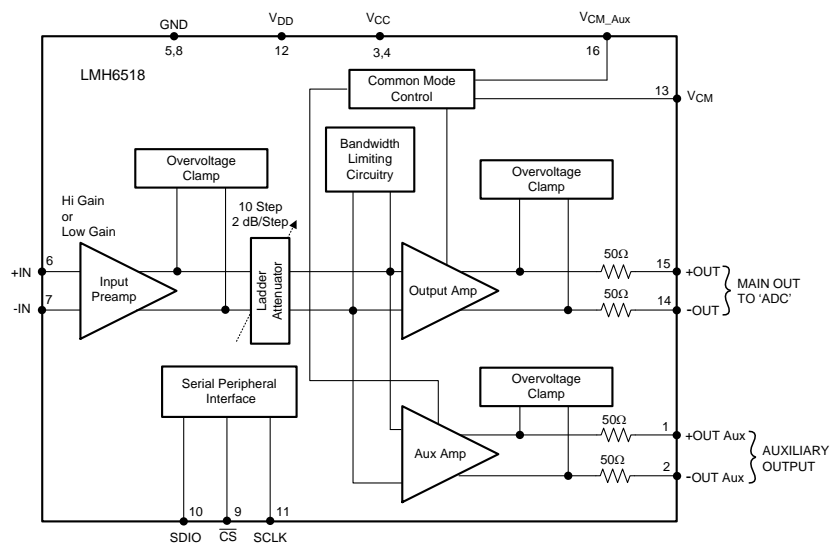 GND
VDD
VCC
VCM_Aux
5,8
12
3,4
16
LMH6518
Common Mode
Control
13
VCM
Overvoltage
Clamp
Bandwidth
Limiting
Circuitry
Overvoltage
Clamp
Hi Gain
or
Low Gain
10 Step
2 dB/Step
+IN
6
-IN
7
Input
Preamp
Ladder
Attenuator
Output Amp
50Ω
15
+OUT
50Ω
14
-OUT
MAIN OUT
TO 'ADC'
Serial Peripheral
Interface
Overvoltage
Clamp
Aux Amp
50Ω
1
+OUT Aux
50Ω
2
-OUT Aux
AUXILIARY
OUTPUT
10
9
11
SDIO
CS
SCLK